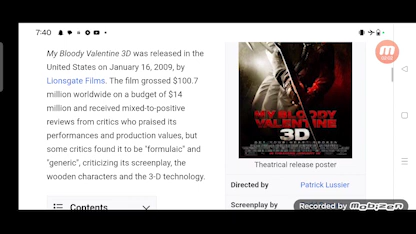 7:40
My Bloody Valentine 3D was released in the
United States on January 16, 2009, by
Lionsgate Films. The film grossed $100.7
million worldwide on a budget of $14
million and received mixed-to-positive
reviews from critics who praised its
performances and production values, but
some critics found it to be "formulaic" and
"generic", criticizing its screenplay, the
wooden characters and the 3-D technology.
Contents
MY BLOODY
VALENTINE
3D
Theatrical release poster
Directed by
Patrick Lussier
Screenplay by
Recorded by mobizen